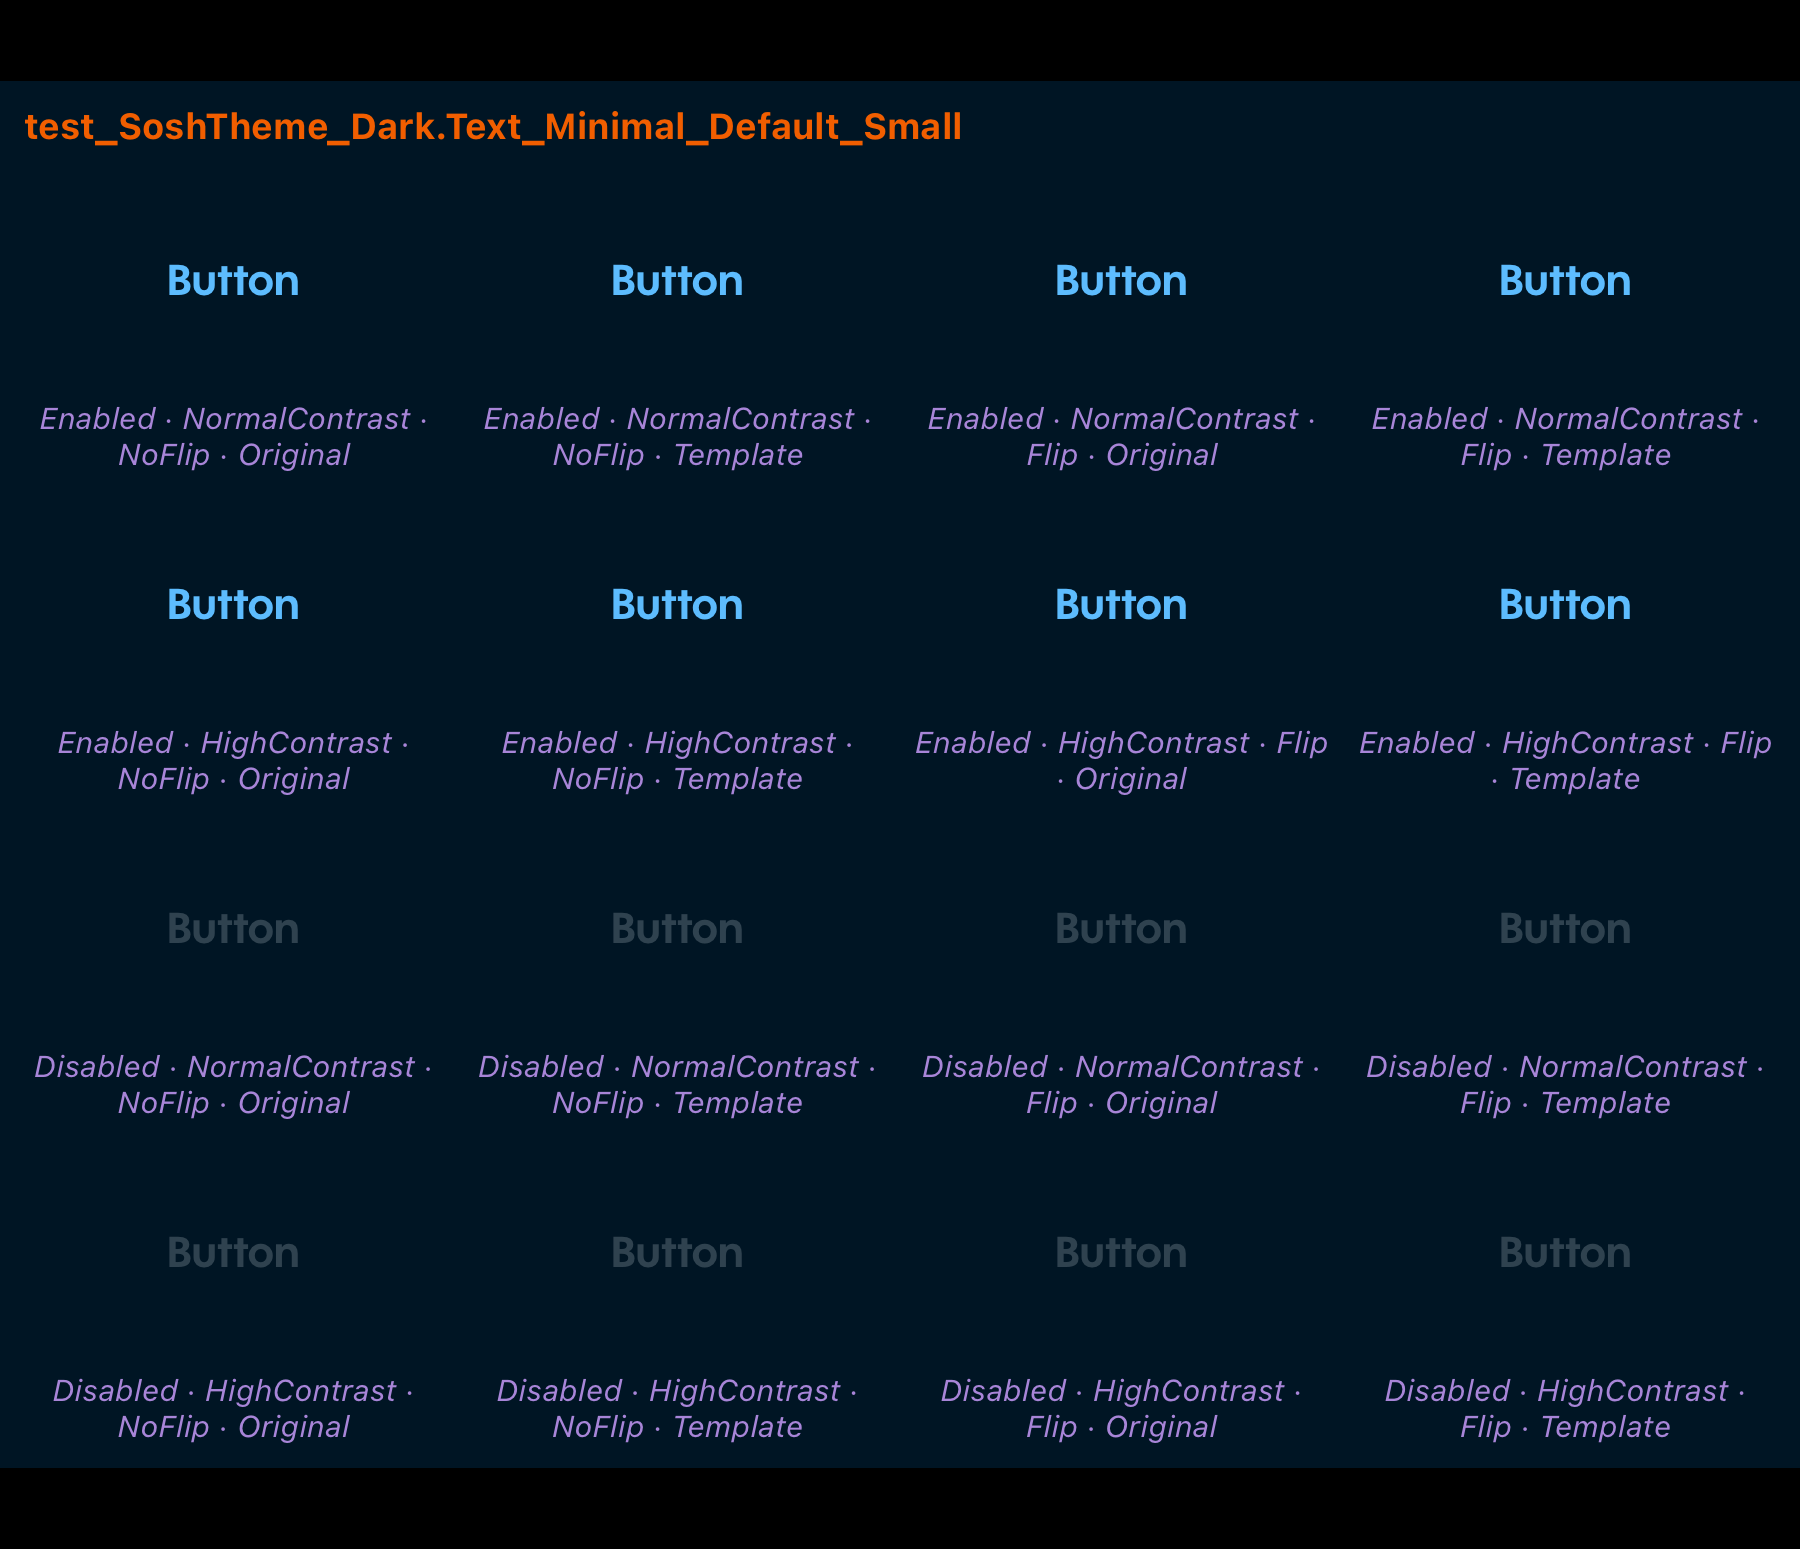 test_SoshTheme_Dark.Text_Minimal_Default_Small
Button Button Button Button
Enabled · NormalContrast · Enabled · NormalContrast · Enabled · NormalContrast · Enabled · NormalContrast ·
NoFlip · Original NoFlip · Template Flip · Original Flip · Template
Button Button Button Button
Enabled · HighContrast · Enabled · HighContrast · Enabled · HighContrast · Flip Enabled · HighContrast · Flip
NoFlip · Original NoFlip · Template · Original · Template
Button Button Button Button
Disabled · NormalContrast · Disabled · NormalContrast · Disabled · NormalContrast · Disabled · NormalContrast ·
NoFlip · Original NoFlip · Template Flip · Original Flip · Template
Button Button Button Button
Disabled · HighContrast · Disabled · HighContrast · Disabled · HighContrast · Disabled · HighContrast ·
NoFlip · Original NoFlip · Template Flip · Original Flip · Template